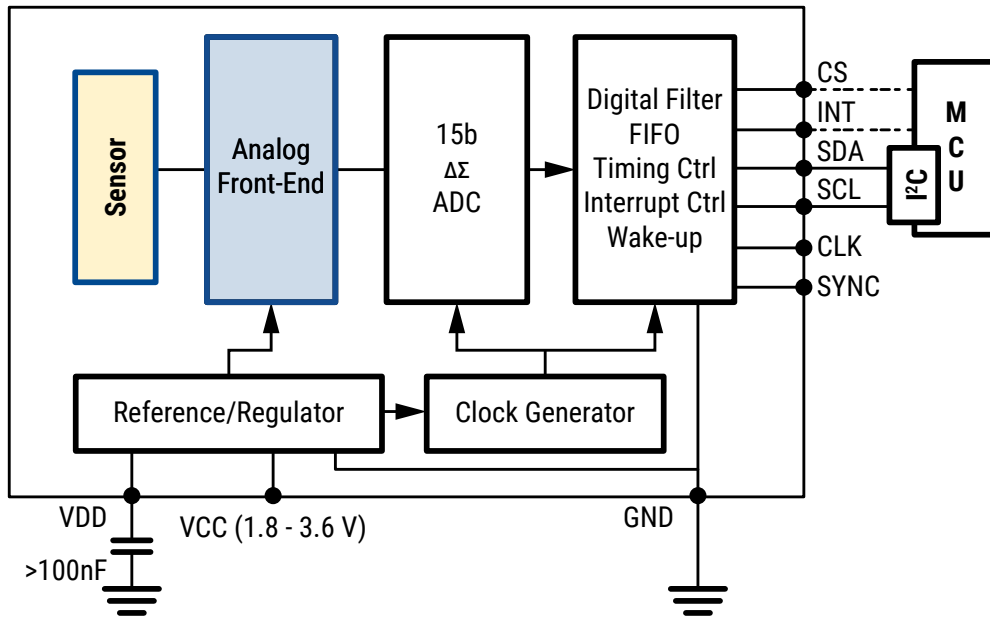 Sensor
Analog
Front-End
15b
ΔΣ
ADC
Digital Filter
FIFO
Timing Ctrl
Interrupt Ctrl
Wake-up
CS
INT
SDA
SCL
CLK
SYNC
I²C
M
C
U
Reference/Regulator
Clock Generator
VDD
VCC (1.8 - 3.6 V)
GND
>100nF